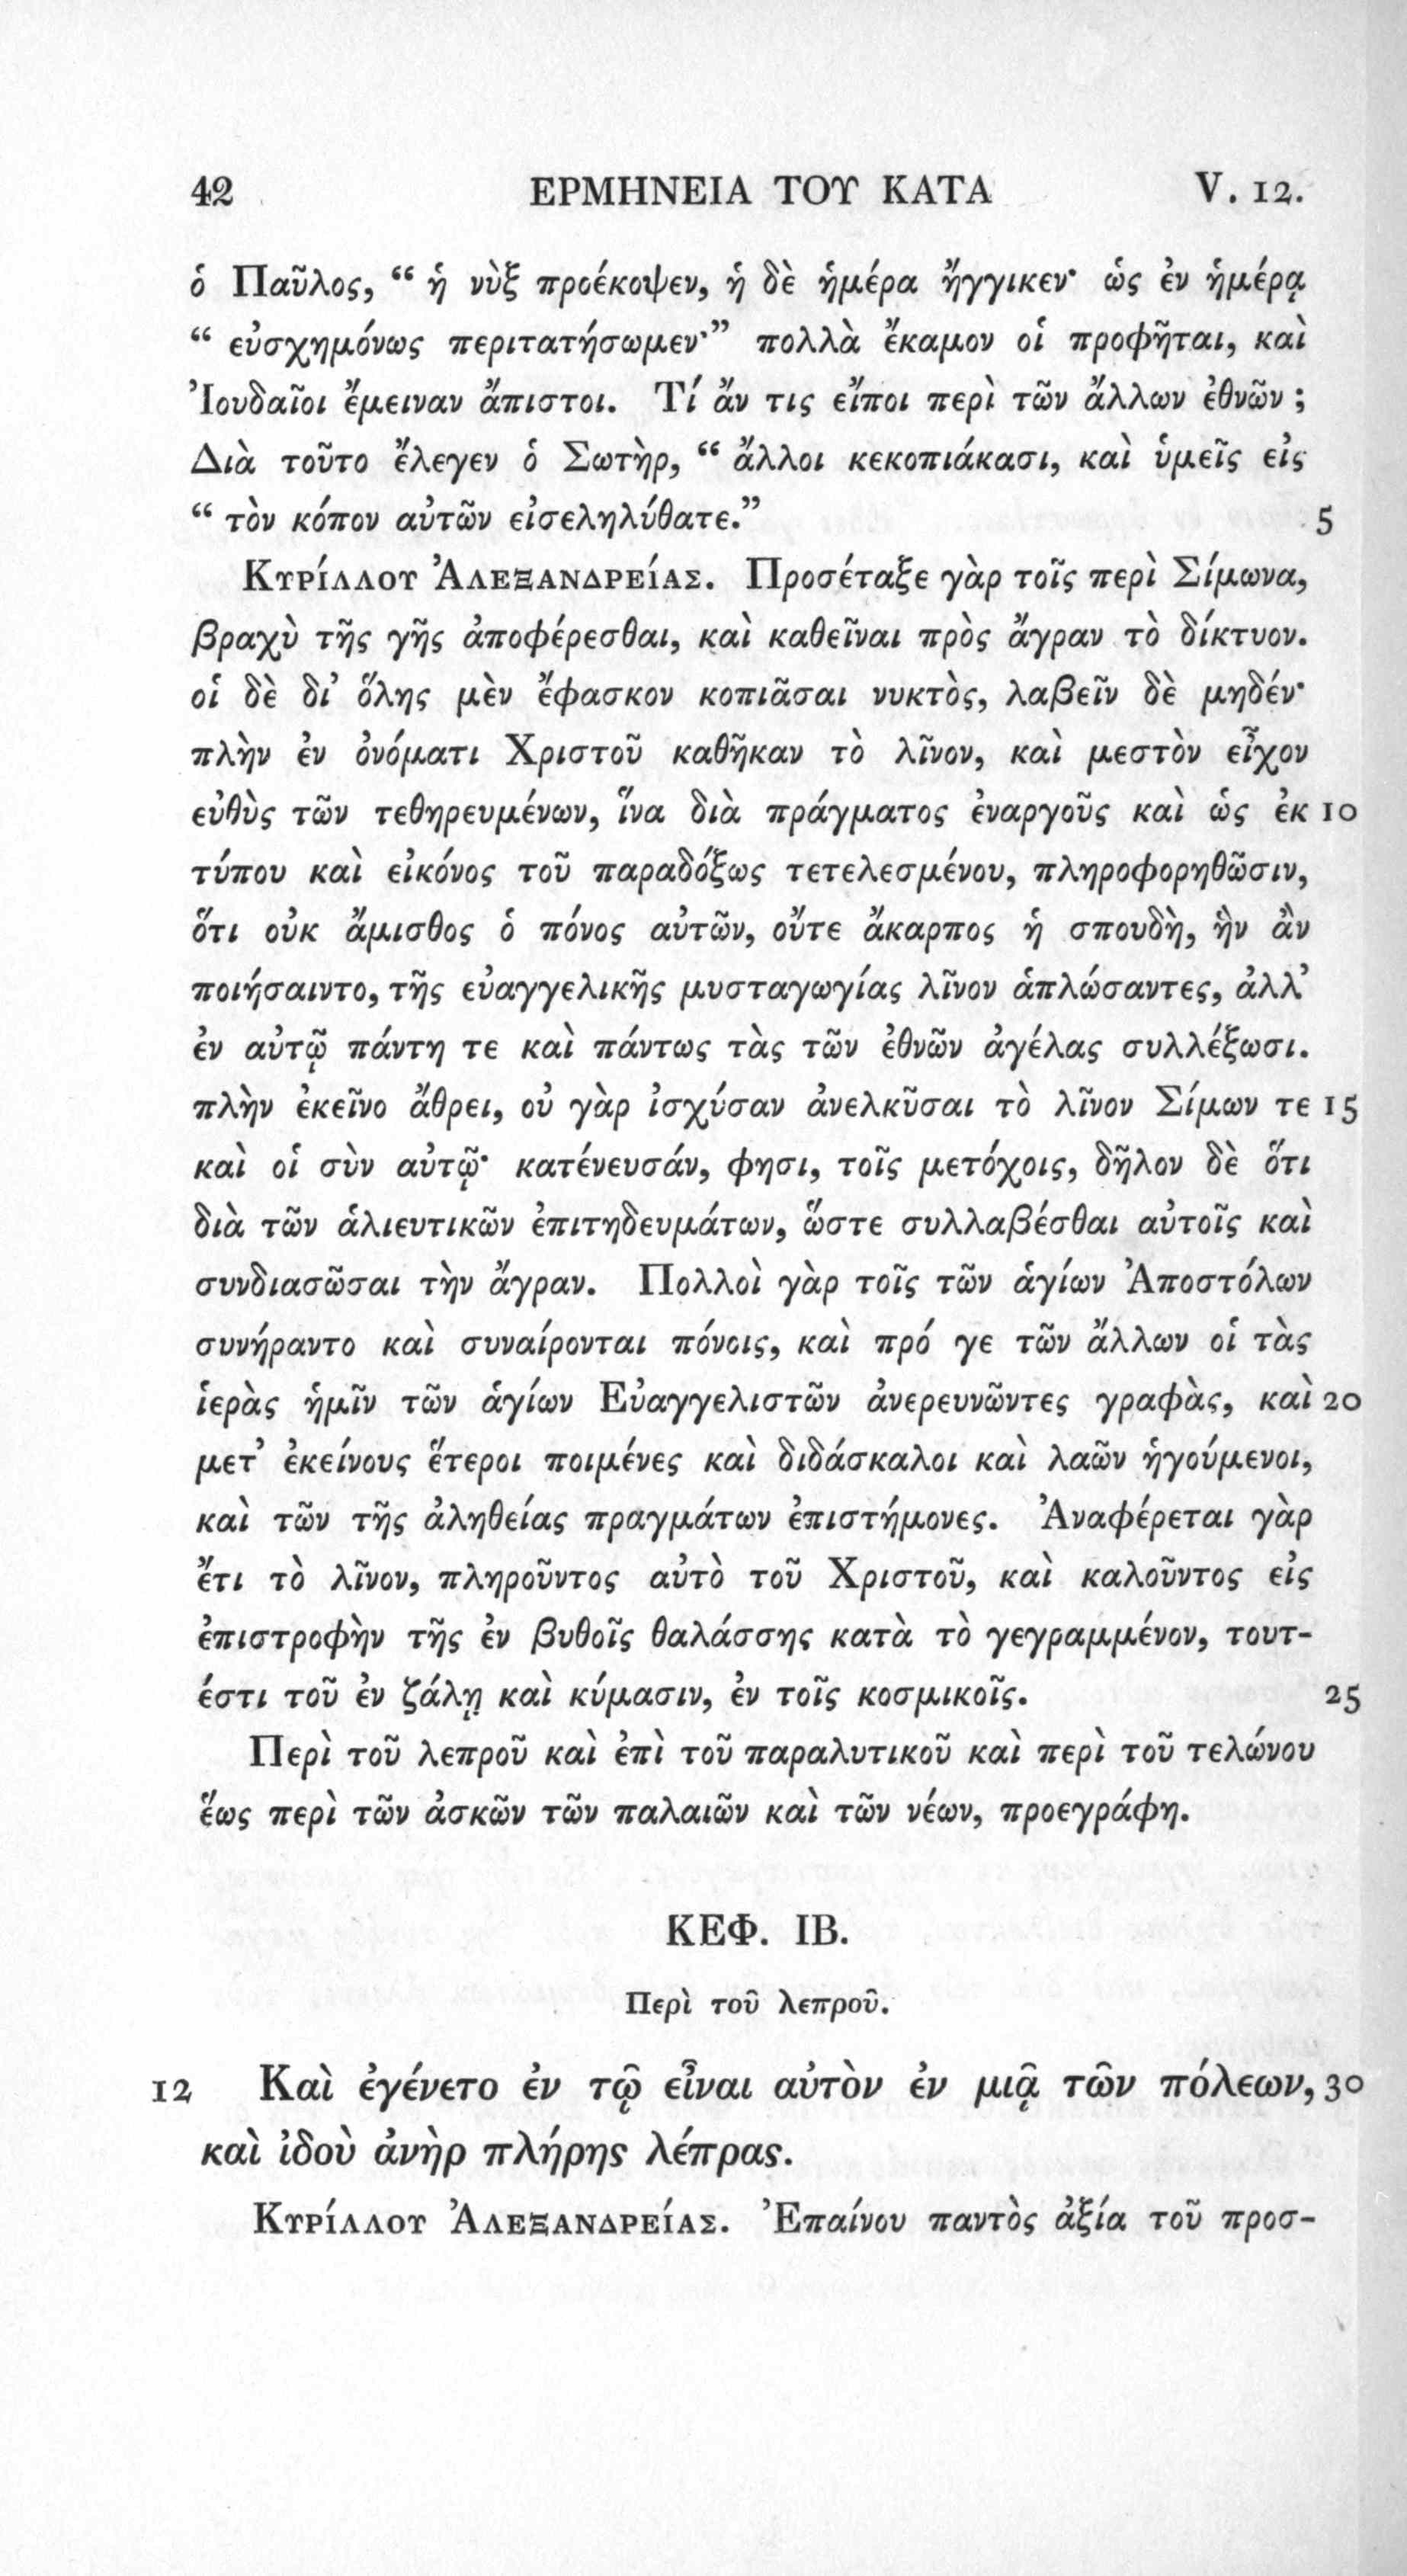 42 ΕΡΜΗΝΕΙΑ ΤΟΥ ΚΑΤΑ V. 12.
ὁ Παῦλος, “ ἡ νὺξ προέκοψεν, ἡ δὲ ἡμέρα ἤγγικεν· ὡς ἐν ἡμέρᾳ
“ εὐσχημόνως περιτατήσωμεν·” πολλὰ ἔκαμον οἱ προφῆται, καὶ
Ἰουδαῖοι ἔμειναν ἄπιστοι. Τί ἄν τις εἴποι περὶ τῶν ἄλλων ἐθνῶν ;
Διὰ τοῦτο ἔλεγεν ὁ Σωτὴρ, “ ἄλλοι κεκοπιάκασι, καὶ ὑμεῖς εἰς
“ τὸν κόπον αὐτῶν εἰσεληλύθατε.” 5
Κυρίλλου Ἀλεξανδρείας. Προσέταξε γὰρ τοῖς περὶ Σίμωνα,
βραχὺ τῆς γῆς ἀποφέρεσθαι, καὶ καθεῖναι πρὸς ἄγραν τὸ δίκτυον.
οἱ δὲ δι’ ὅλης μὲν ἔφασκον κοπιᾶσαι νυκτὸς, λαβεῖν δὲ μηδέν·
πλὴν ἐν ὀνόματι Χριστοῦ καθῆκαν τὸ λῖνον, καὶ μεστὸν εἶχον
εὐθὺς τῶν τεθηρευμένων, ἵνα διὰ πράγματος ἐναργοῦς καὶ ὡς ἐκ 10
τύπου καὶ εἰκόνος τοῦ παραδόξως τετελεσμένου, πληροφορηθῶσιν,
ὅτι οὐκ ἄμισθος ὁ πόνος αὐτῶν, οὔτε ἄκαρπος ἡ σπουδὴ, ἣν ἂν
ποιήσαιντο, τῆς εὐαγγελικῆς μυσταγωγίας λῖνον ἁπλώσαντες, ἀλλ’
ἐν αὐτῷ πάντη τε καὶ πάντως τὰς τῶν ἐθνῶν ἀγέλας συλλέξωσι.
πλὴν ἐκεῖνο ἄθρει, οὐ γὰρ ἰσχύσαν ἀνελκῦσαι τὸ λῖνον Σίμων τε 15
καὶ οἱ σὺν αὐτῷ· κατένευσάν, φησι, τοῖς μετόχοις, δῆλον δὲ ὅτι
διὰ τῶν ἁλιευτικῶν ἐπιτηδευμάτων, ὥστε συλλαβέσθαι αὐτοῖς καὶ
συνδιασῶσαι τὴν ἄγραν. Πολλοὶ γὰρ τοῖς τῶν ἁγίων Ἀποστόλων
συνήραντο καὶ συναίρονται πόνοις, καὶ πρό γε τῶν ἄλλων οἱ τὰς
ἱερὰς ἡμῖν τῶν ἁγίων Εὐαγγελιστῶν ἀνερευνῶντες γραφὰς, καὶ 20
μετ’ ἐκείνους ἕτεροι ποιμένες καὶ διδάσκαλοι καὶ λαῶν ἡγούμενοι,
καὶ τῶν τῆς ἀληθείας πραγμάτων ἐπιστήμονες. Ἀναφέρεται γὰρ
ἔτι τὸ λῖνον, πληροῦντος αὐτὸ τοῦ Χριστοῦ, καὶ καλοῦντος εἰς
ἐπιστροφὴν τῆς ἐν βυθοῖς θαλάσσης κατὰ τὸ γεγραμμένον, τουτ-
έστι τοῦ ἐν ζάλῃ καὶ κύμασιν, ἐν τοῖς κοσμικοῖς. 25
Περὶ τοῦ λεπροῦ καὶ ἐπὶ τοῦ παραλυτικοῦ καὶ περὶ τοῦ τελώνου
ἕως περὶ τῶν ἀσκῶν τῶν παλαιῶν καὶ τῶν νέων, προεγράφη.
ΚΕΦ. ΙΒ.
Περὶ τοῦ λεπροῦ.
12 Καὶ ἐγένετο ἐν τῷ εἶναι αὐτὸν ἐν μιᾷ τῶν πόλεων, 30
καὶ ἰδοὺ ἀνὴρ πλήρης λέπρας.
Κυρίλλου Ἀλεξανδρείας. Ἐπαίνου παντὸς ἀξία τοῦ προσ-